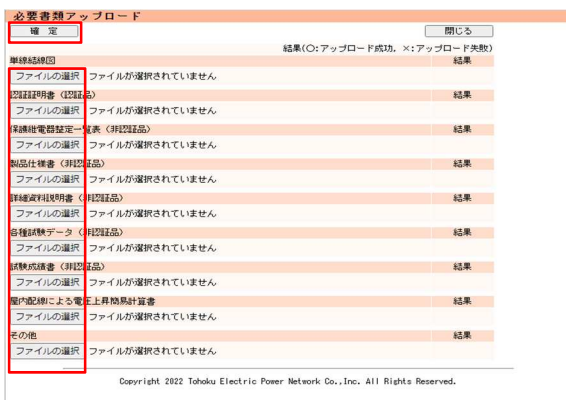 必要書類アップロード
確 定 閉じる
結果(○:アップロード成功, ×:アップロード失敗)
単線結線図 結果
ファイルの選択 ファイルが選択されていません
認証証明書(認証品) 結果
ファイルの選択 ファイルが選択されていません
保護継電器整定一覧表(非認証品) 結果
ファイルの選択 ファイルが選択されていません
製品仕様書(非認証品) 結果
ファイルの選択 ファイルが選択されていません
詳細資料説明書(非認証品) 結果
ファイルの選択 ファイルが選択されていません
各種試験データ(非認証品) 結果
ファイルの選択 ファイルが選択されていません
試験成績書(非認証品) 結果
ファイルの選択 ファイルが選択されていません
屋内配線による電圧上昇簡易計算書 結果
ファイルの選択 ファイルが選択されていません
その他 結果
ファイルの選択 ファイルが選択されていません
Copyright 2022 Tohoku Electric Power Network Co.,Inc. All Rights Reserved.